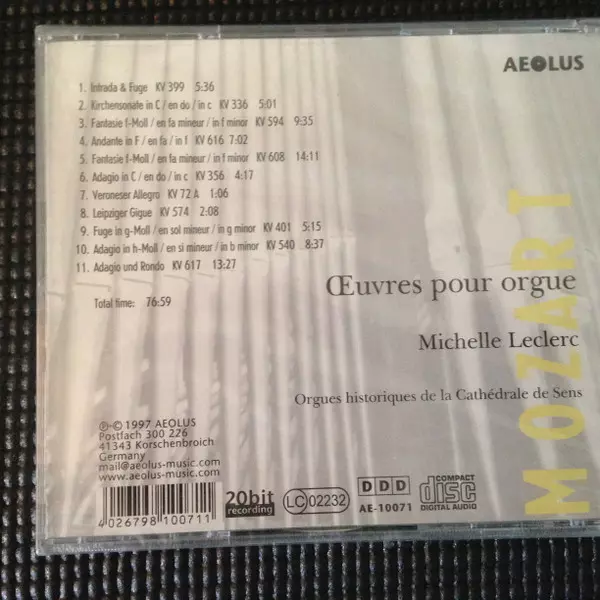 AEOLUS
1. Intrada & Fuge KV 399 5:36
2. Kirchensonate in C / en do / in c KV 336 5:01
3. Fantasie f-Moll / en fa mineur / in f minor KV 594 9:35
4. Andante in F / en fa / in f KV 616 7:02
5. Fantasie f-Moll / en fa mineur / in f minor KV 608 14:11
6. Adagio in C / en do / in c KV 356 4:17
7. Veroneser Allegro KV 72 A 1:06
8. Leipziger Gigue KV 574 2:08
9. Fuge in g-Moll / en sol mineur / in g minor KV 401 5:15
10. Adagio in h-Moll / en si mineur / in b minor KV 540 8:37
11. Adagio und Rondo KV 617 13:27
Total time: 76:59
MOZART
Œuvres pour orgue
Michelle Leclerc
Orgues historiques de la Cathédrale de Sens
℗-© 1997 AEOLUS
Postfach 300 226
41343 Korschenbroich
Germany
mail@aeolus-music.com
www.aeolus-music.com
4 026798 100711
20bit
recording
LC 02232
DDD
AE-10071
COMPACT
disc
DIGITAL AUDIO